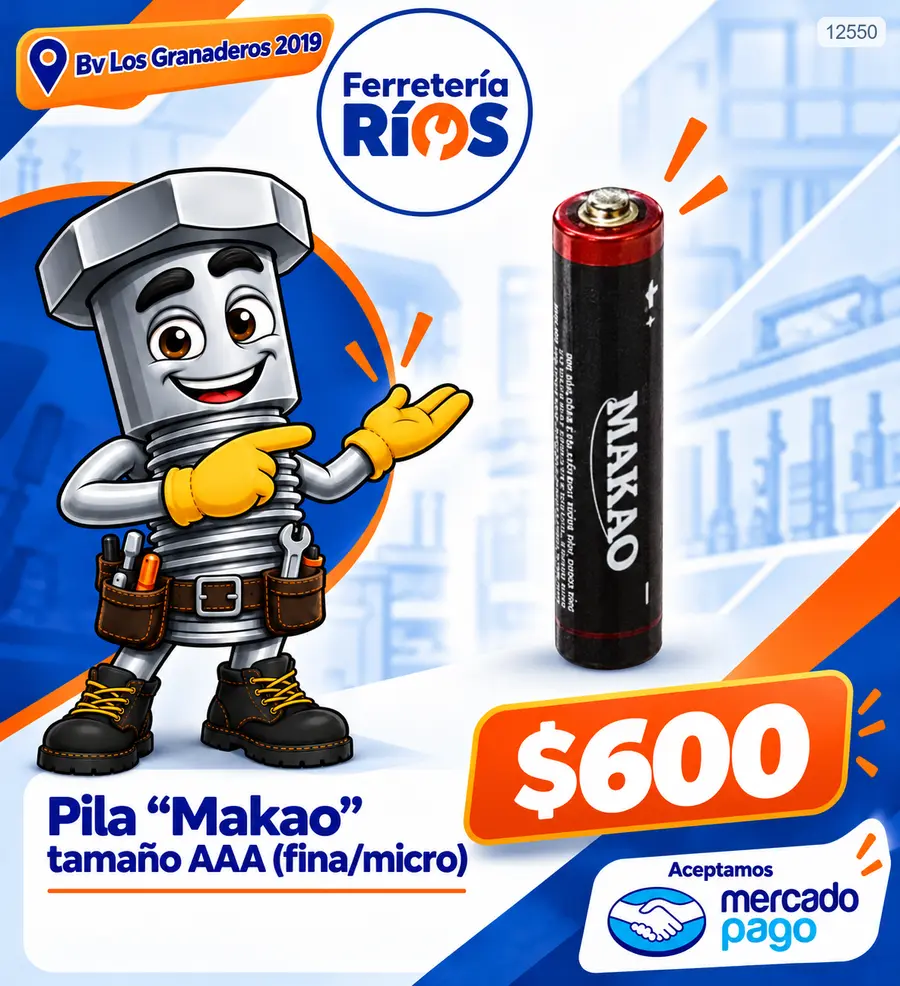 Bv Los Granaderos 2019
Ferretería
RÍOS
12550
MAKAO
$600
Pila “Makao”
tamaño AAA (fina/micro)
Aceptamos
mercado
pago